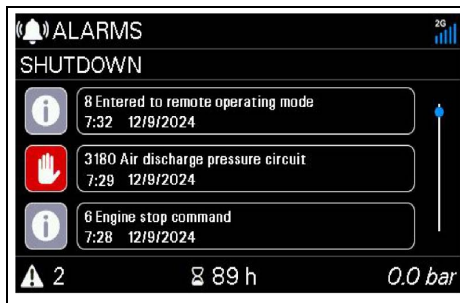 ALARMS
2G
SHUTDOWN
8 Entered to remote operating mode
7:32 12/9/2024
3180 Air discharge pressure circuit
7:29 12/9/2024
6 Engine stop command
7:28 12/9/2024
2
89 h
0.0 bar